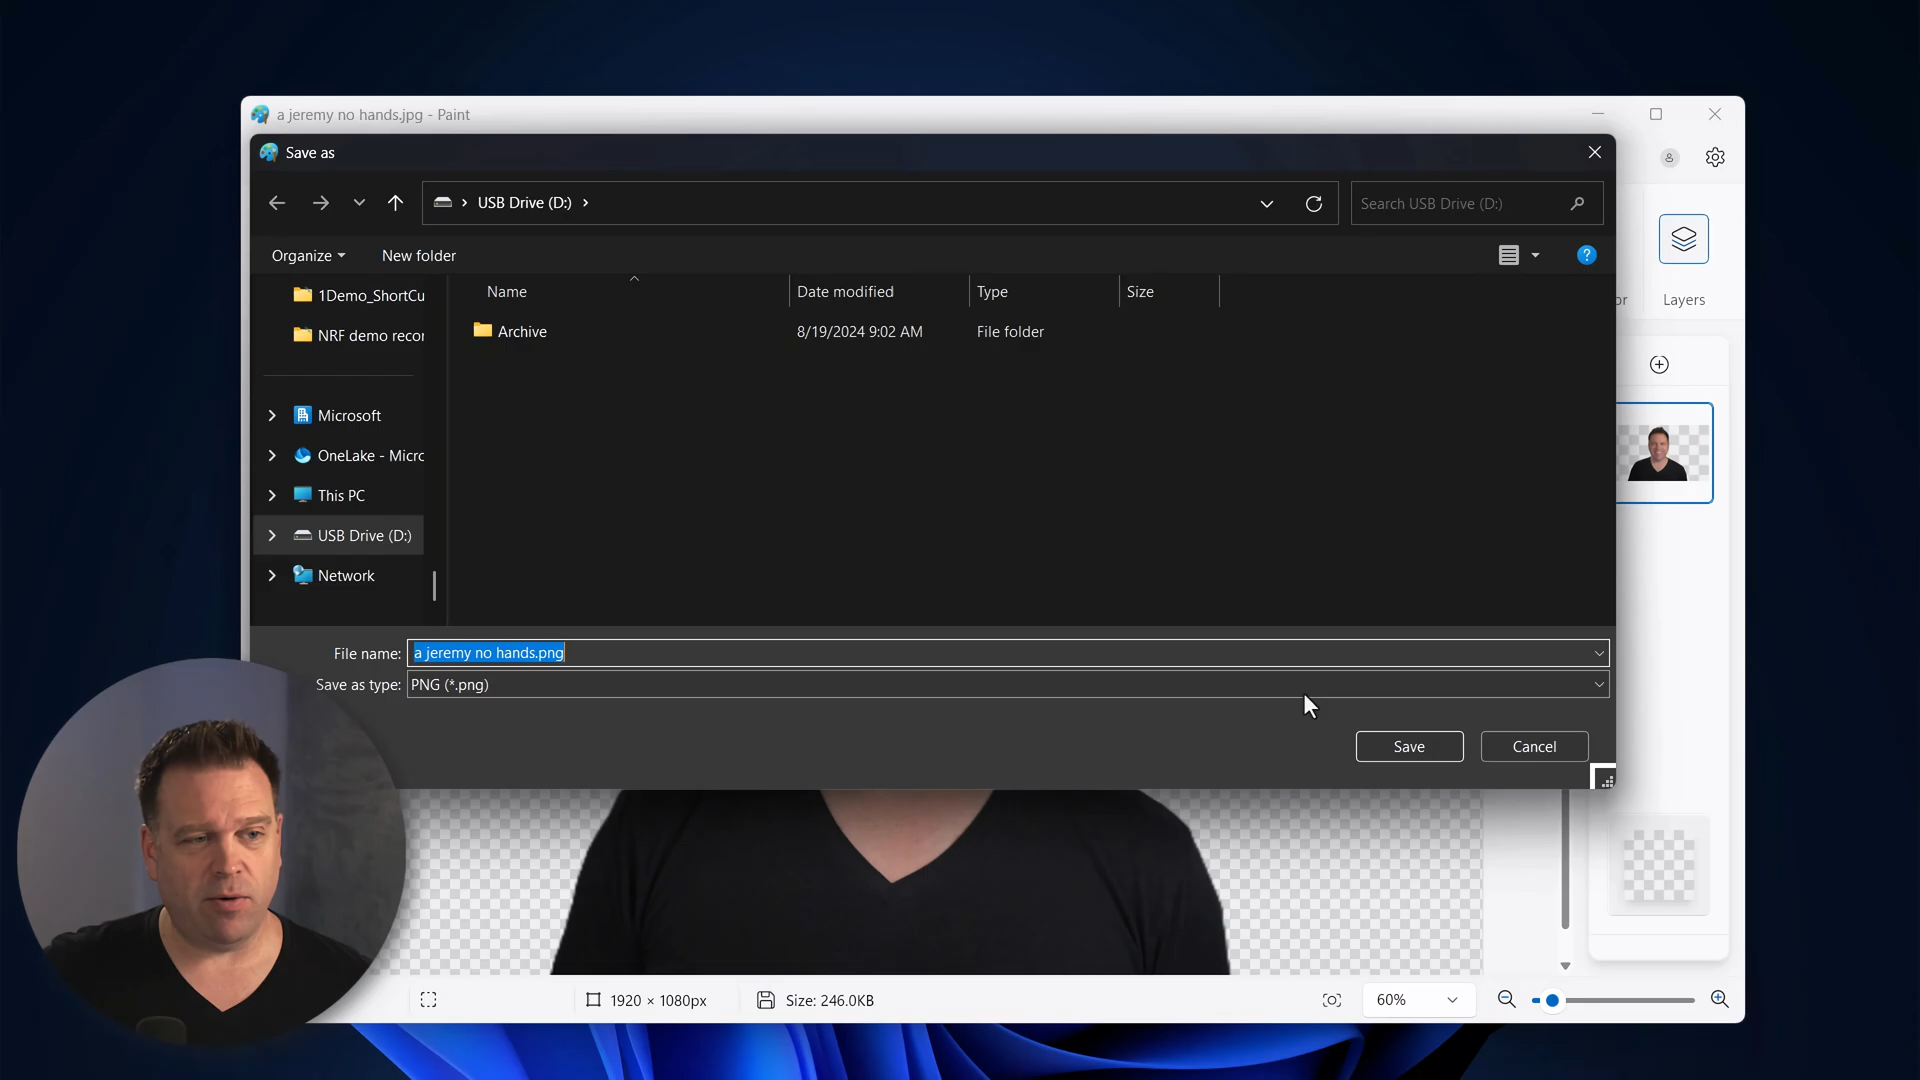 a jeremy no hands.jpg - Paint
Save as
USB Drive (D:)
Search USB Drive (D:)
Organize
New folder
?
or
Layers
Name
Date modified
Type
Size
1Demo_ShortCu
NRF demo recor
Archive
8/19/2024 9:02 AM
File folder
Microsoft
OneLake - Micro
This PC
USB Drive (D:)
Network
File name:
a jeremy no hands.png
Save as type:
PNG (*.png)
Save
Cancel
1920 × 1080px
Size: 246.0KB
60%